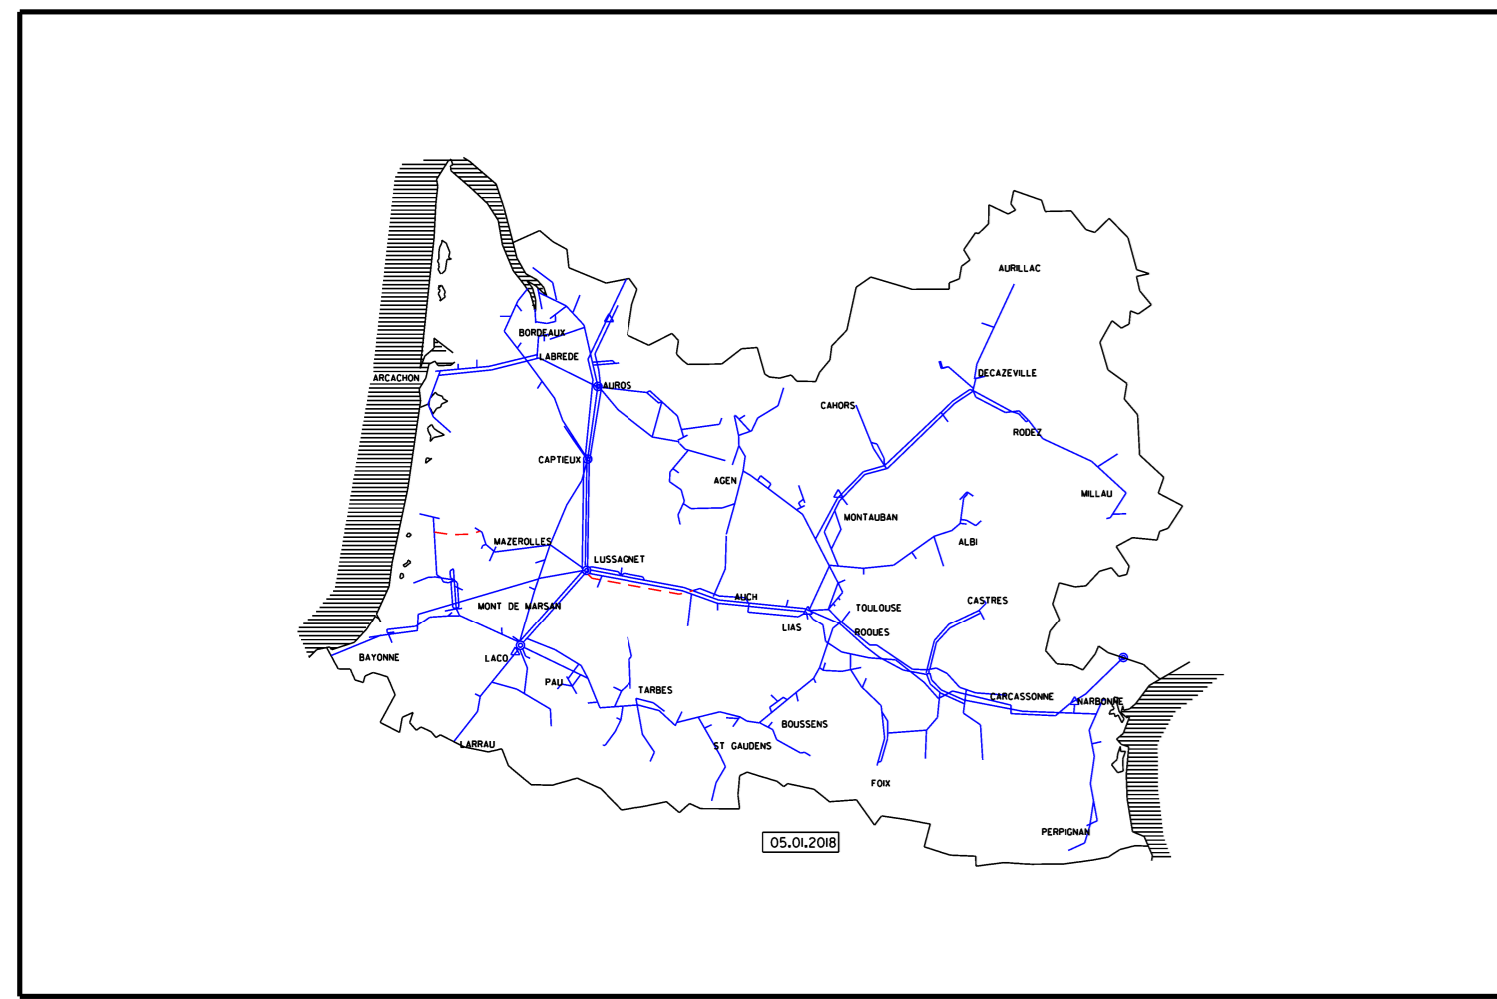 AURILLAC
BORDEAUX
LABREDE
DECAZEVILLE
ARCACHON
AUROS
CAHORS
RODEZ
CAPTIEUX
AGEN
MILLAU
MONTAUBAN
MAZEROLLES
ALBI
LUSSAGNET
AUCH
CASTRES
MONT DE MARSAN
TOULOUSE
LIAS
ROQUES
BAYONNE
LACQ
PAU
TARBES
CARCASSONNE
NARBONNE
BOUSSENS
LARRAU
ST GAUDENS
FOIX
PERPIGNAN
05.01.2018